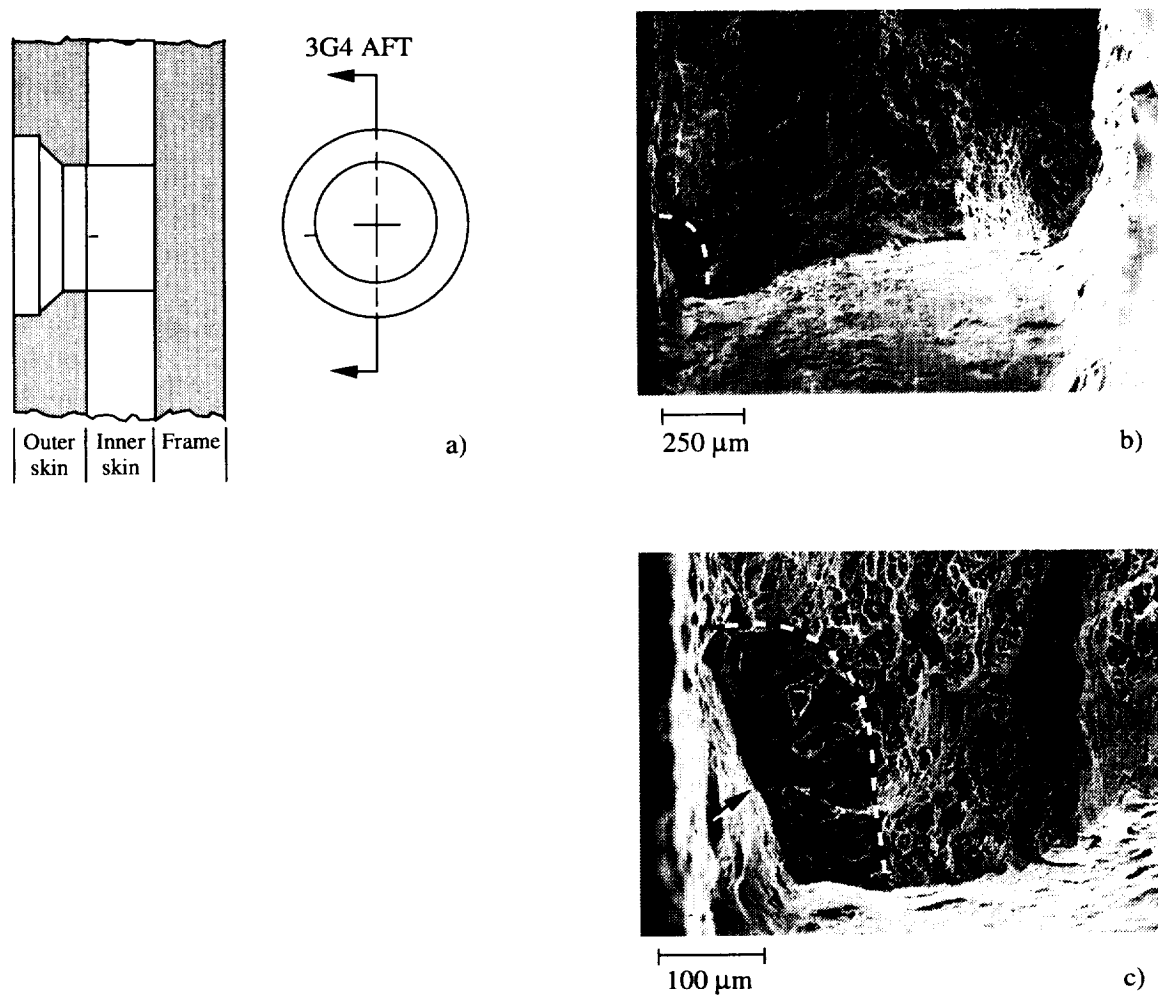 3G4 AFT
Outer skin
Inner skin
Frame
a)
250 μm
b)
100 μm
c)